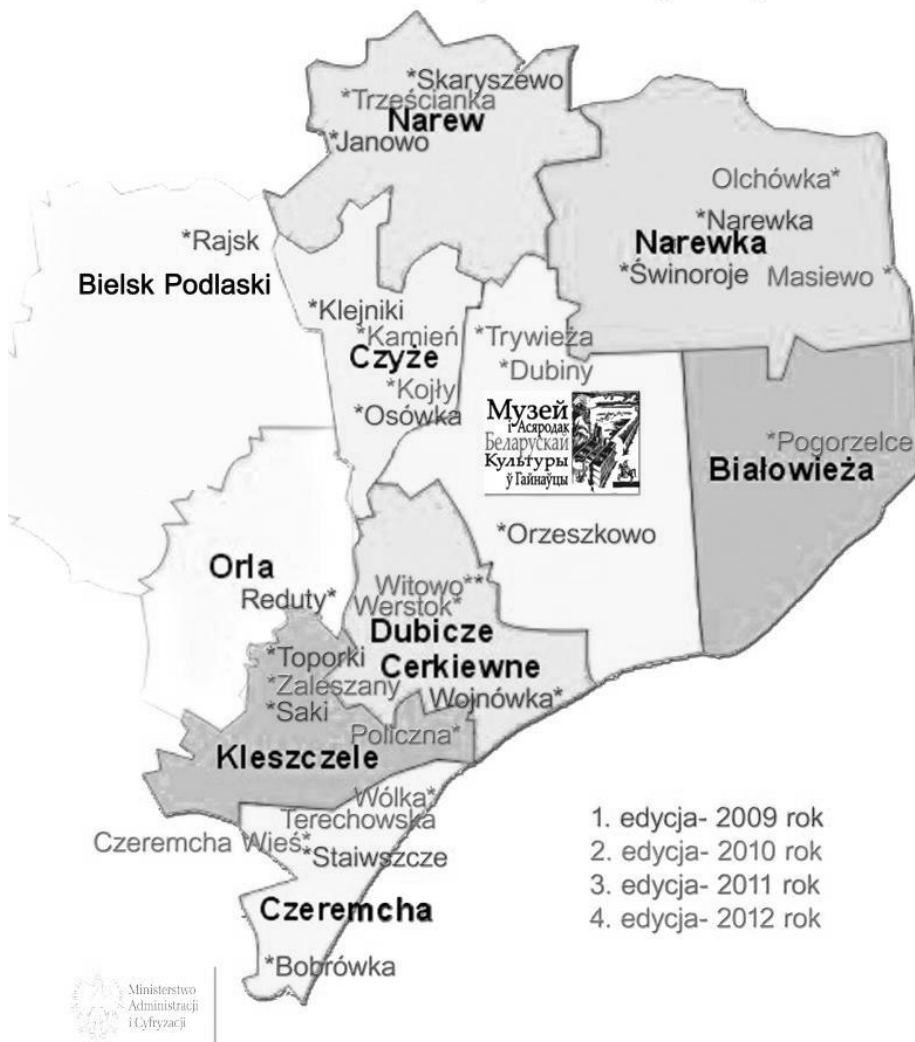 *Skaryszewo
*Trześcianka
Narew
*Janowo
Olchówka*
*Narewka
Narewka
*Świnoroje
Masiewo *
*Rajsk
Bielsk Podlaski
*Klejniki
*Kamień
Czyże
*Kojły
*Osówka
*Trywieża
*Dubiny
Музей
і Асяродак
Беларускай
Культуры
ў Гайнаўцы
*Pogorzelce
Białowieża
*Orzeszkowo
Orla
Reduty*
Witowo**
Werstok*
Dubicze
Cerkiewne
Wojnówka*
*Toporki
*Zaleszany
*Saki
Policzna*
Kleszczele
Wólka*
Terechowska
Czeremcha Wieś*
*Staiwszcze
Czeremcha
*Bobrówka
1. edycja- 2009 rok
2. edycja- 2010 rok
3. edycja- 2011 rok
4. edycja- 2012 rok
Ministerstwo
Administracji
i Cyfryzacji